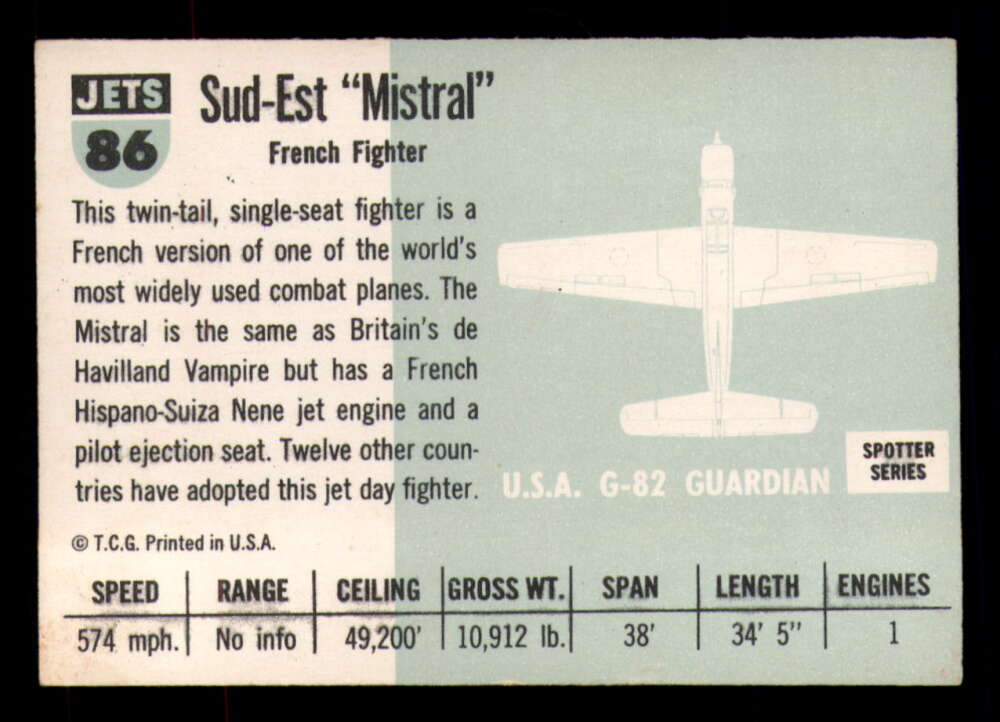 JETS
86
Sud-Est “Mistral”
French Fighter
This twin-tail, single-seat fighter is a
French version of one of the world's
most widely used combat planes. The
Mistral is the same as Britain's de
Havilland Vampire but has a French
Hispano-Suiza Nene jet engine and a
pilot ejection seat. Twelve other coun-
tries have adopted this jet day fighter.
© T.C.G. Printed in U.S.A.
SPOTTER
SERIES
U.S.A. G-82 GUARDIAN
SPEED RANGE CEILING GROSS WT. SPAN LENGTH ENGINES
574 mph. No info 49,200' 10,912 lb. 38' 34' 5" 1